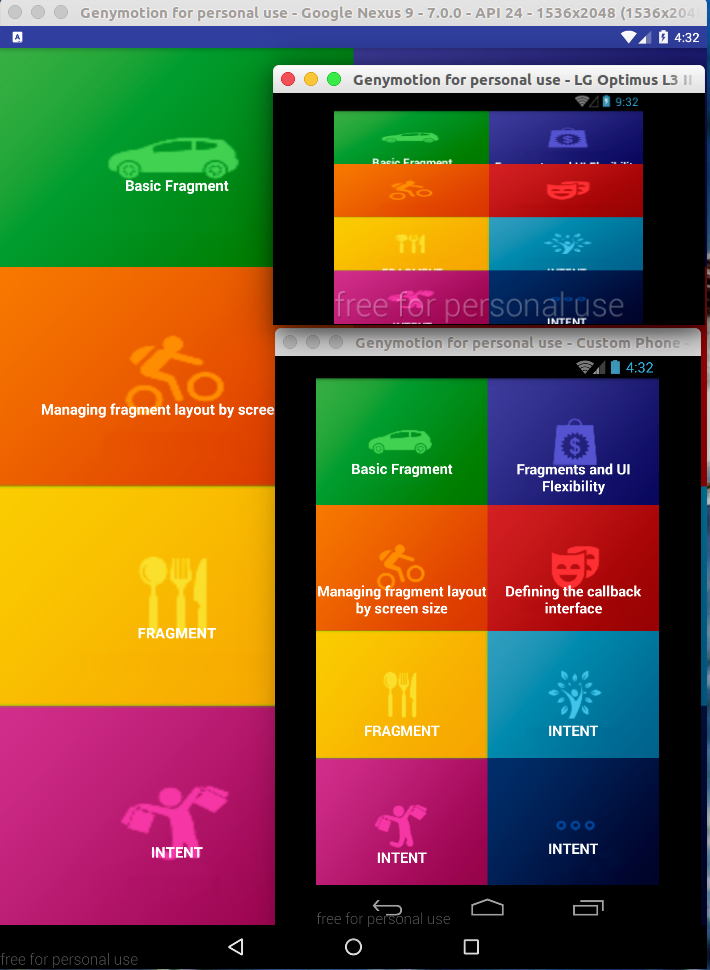 Genymotion for personal use - Google Nexus 9 - 7.0.0 - API 24 - 1536x2048 (1536x204
A
4:32
Basic Fragment
Managing fragment layout by scree
FRAGMENT
INTENT
free for personal use
Genymotion for personal use - LG Optimus L3 II
9:32
Basic Fragment
FRAGMENT
INTENT
INTENT
INTENT
free for personal use
Genymotion for personal use - Custom Phone -
4:32
Basic Fragment
Fragments and UI
Flexibility
Managing fragment layout
by screen size
Defining the callback
interface
FRAGMENT
INTENT
INTENT
INTENT
free for personal use